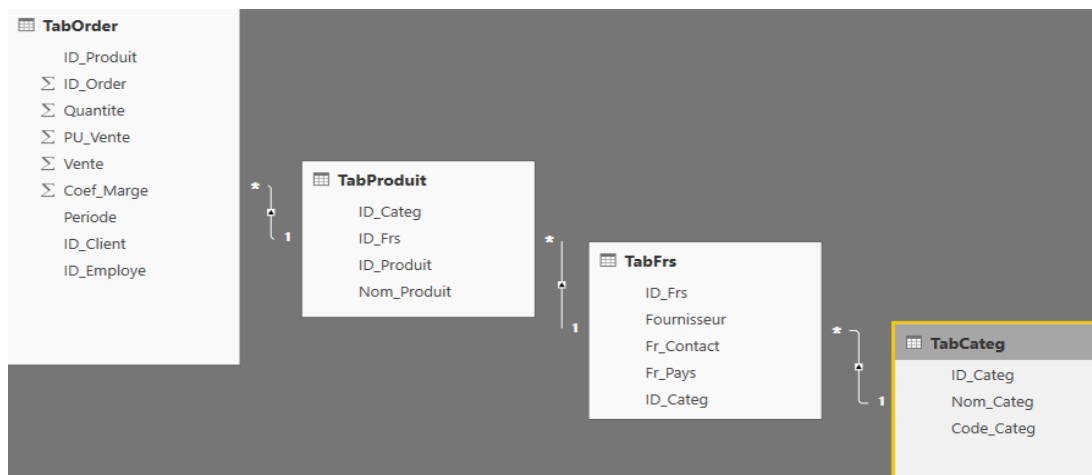 TabOrder
ID_Produit
Σ ID_Order
Σ Quantite
Σ PU_Vente
Σ Vente
Σ Coef_Marge
Periode
ID_Client
ID_Employe
*
1
TabProduit
ID_Categ
ID_Frs
ID_Produit
Nom_Produit
*
1
TabFrs
ID_Frs
Fournisseur
Fr_Contact
Fr_Pays
ID_Categ
*
1
TabCateg
ID_Categ
Nom_Categ
Code_Categ